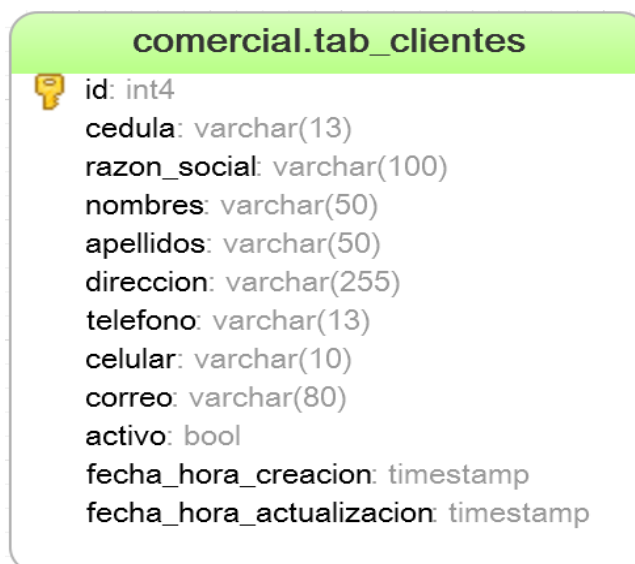 comercial.tab_clientes
id: int4
cedula: varchar(13)
razon_social: varchar(100)
nombres: varchar(50)
apellidos: varchar(50)
direccion: varchar(255)
telefono: varchar(13)
celular: varchar(10)
correo: varchar(80)
activo: bool
fecha_hora_creacion: timestamp
fecha_hora_actualizacion: timestamp